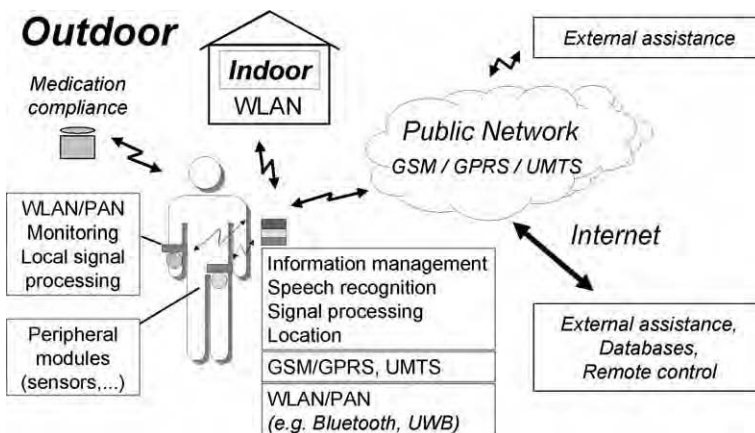 Outdoor
Indoor
WLAN
External assistance
Medication
compliance
Public Network
GSM / GPRS / UMTS
WLAN/PAN
Monitoring
Local signal
processing
Peripheral
modules
(sensors,...)
Information management
Speech recognition
Signal processing
Location
GSM/GPRS, UMTS
WLAN/PAN
(e.g. Bluetooth, UWB)
Internet
External assistance,
Databases,
Remote control